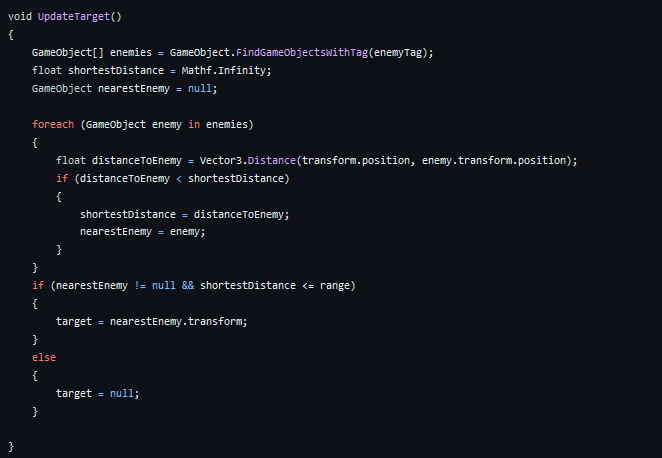 void UpdateTarget()
{
    GameObject[] enemies = GameObject.FindGameObjectsWithTag(enemyTag);
    float shortestDistance = Mathf.Infinity;
    GameObject nearestEnemy = null;

    foreach (GameObject enemy in enemies)
    {
        float distanceToEnemy = Vector3.Distance(transform.position, enemy.transform.position);
        if (distanceToEnemy < shortestDistance)
        {
            shortestDistance = distanceToEnemy;
            nearestEnemy = enemy;
        }
    }
    if (nearestEnemy != null && shortestDistance <= range)
    {
        target = nearestEnemy.transform;
    }
    else
    {
        target = null;
    }

}